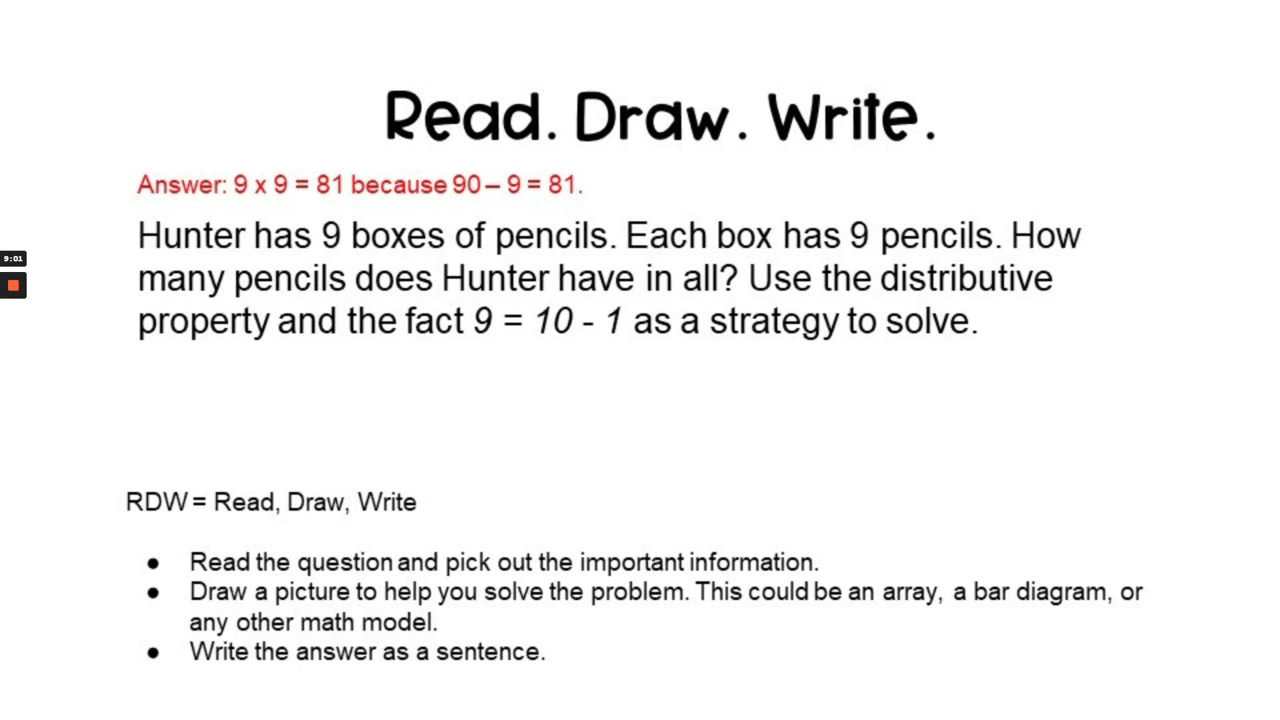 Read. Draw. Write.
Answer: 9 x 9 = 81 because 90 – 9 = 81.
Hunter has 9 boxes of pencils. Each box has 9 pencils. How
many pencils does Hunter have in all? Use the distributive
property and the fact 9 = 10 - 1 as a strategy to solve.
9:01
RDW = Read, Draw, Write
● Read the question and pick out the important information.
● Draw a picture to help you solve the problem. This could be an array, a bar diagram, or
any other math model.
● Write the answer as a sentence.